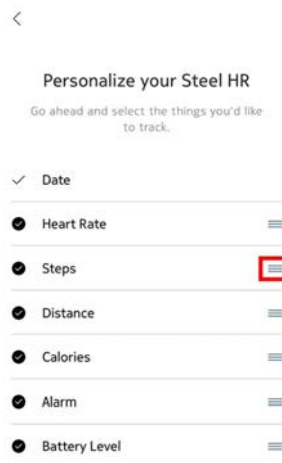 Personalize your Steel HR
Go ahead and select the things you'd like
to track.
Date
Heart Rate
Steps
Distance
Calories
Alarm
Battery Level